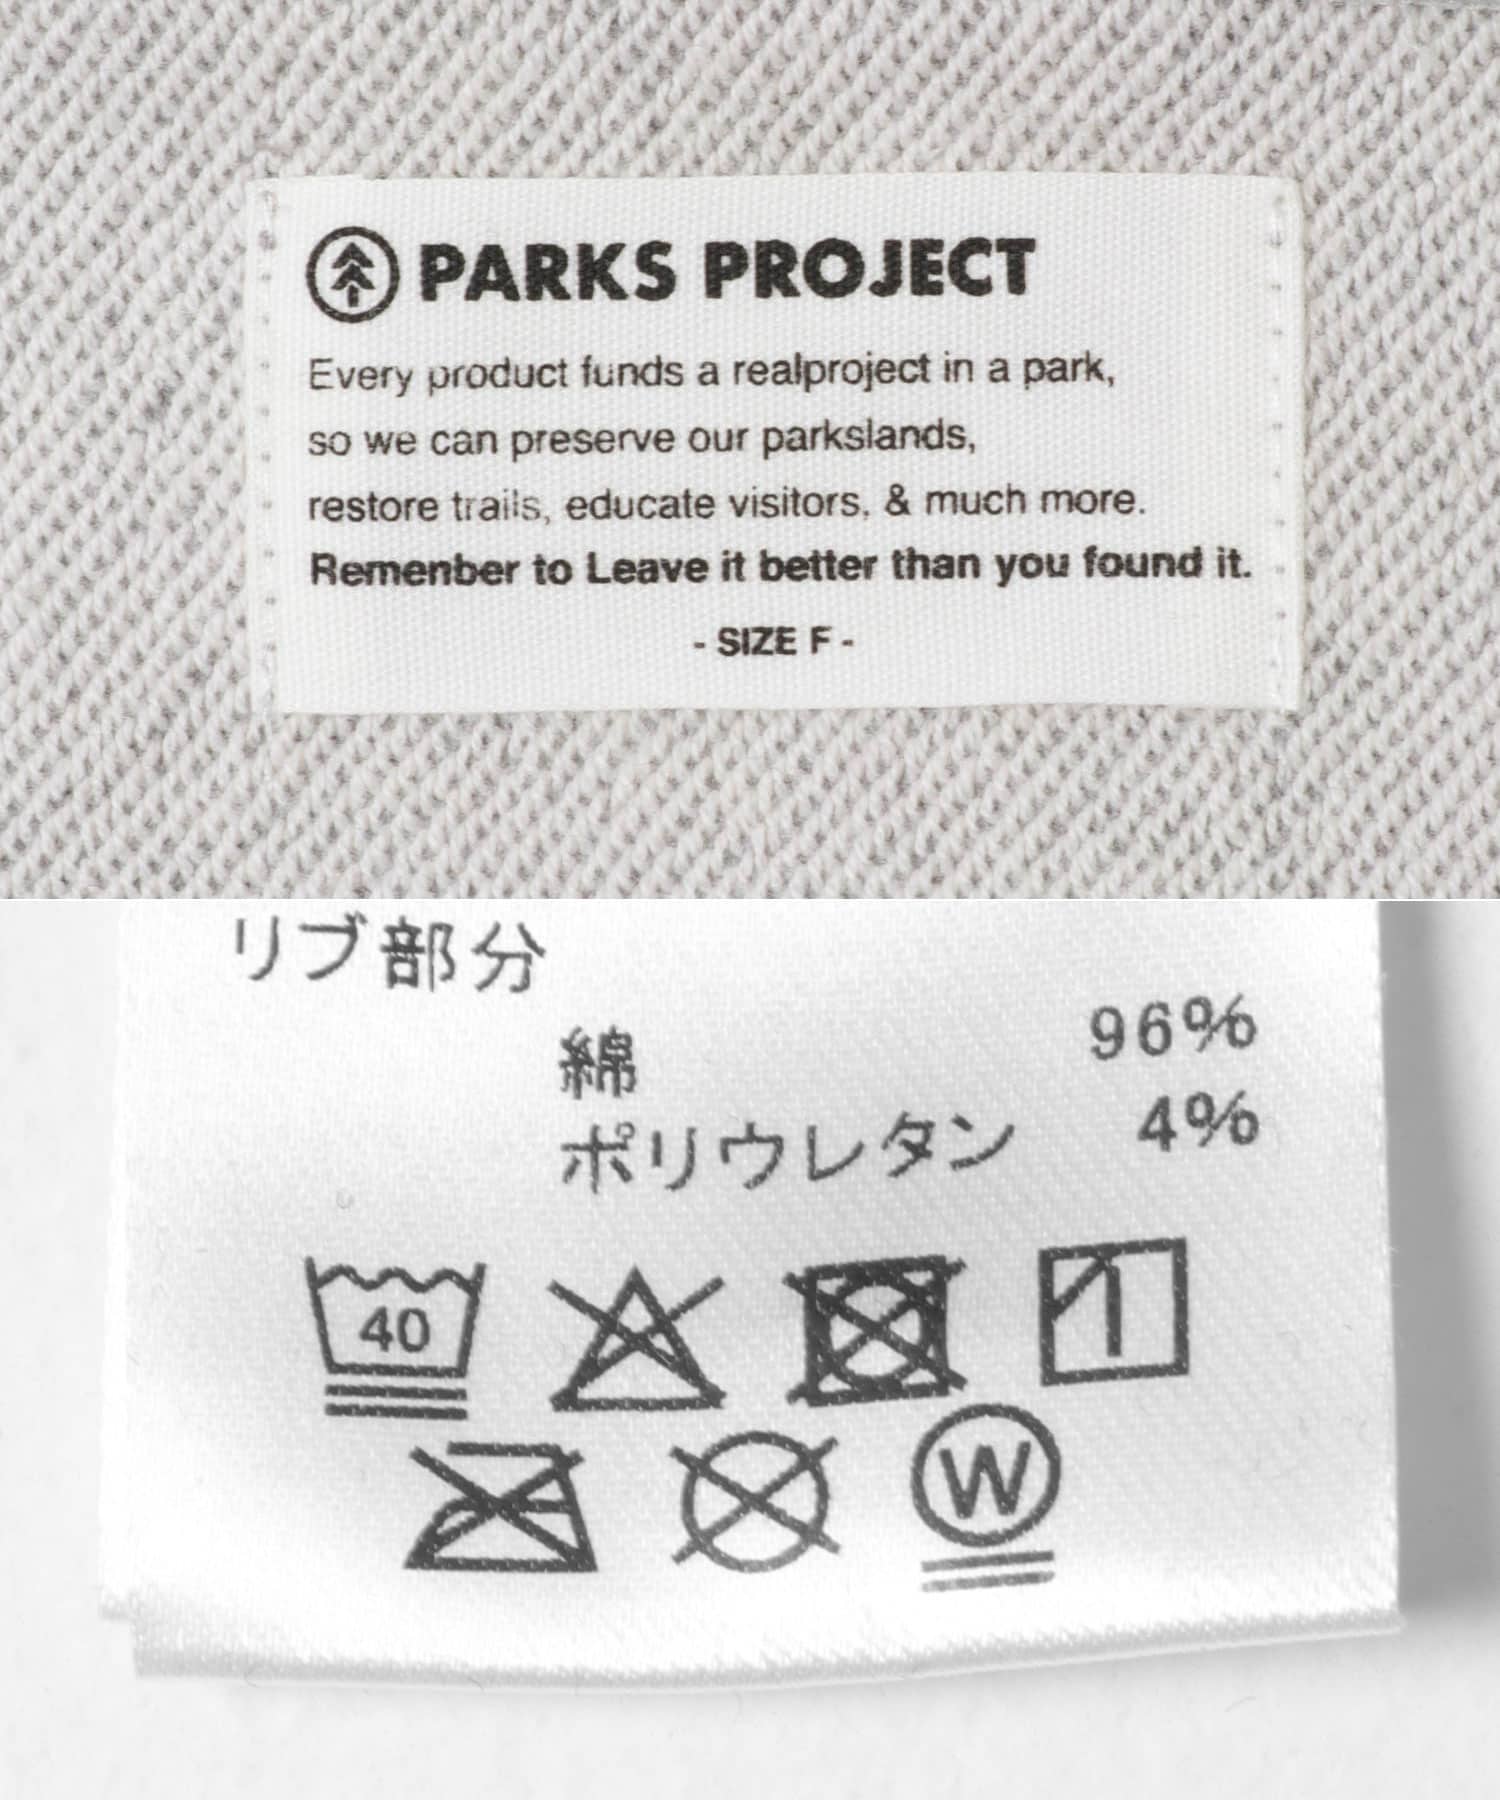 PARKS PROJECT
Every product funds a realproject in a park,
so we can preserve our parkslands,
restore trails, educate visitors, & much more.
Remenber to Leave it better than you found it.
- SIZE F -
リブ部分
綿 96%
ポリウレタン 4%
40
W